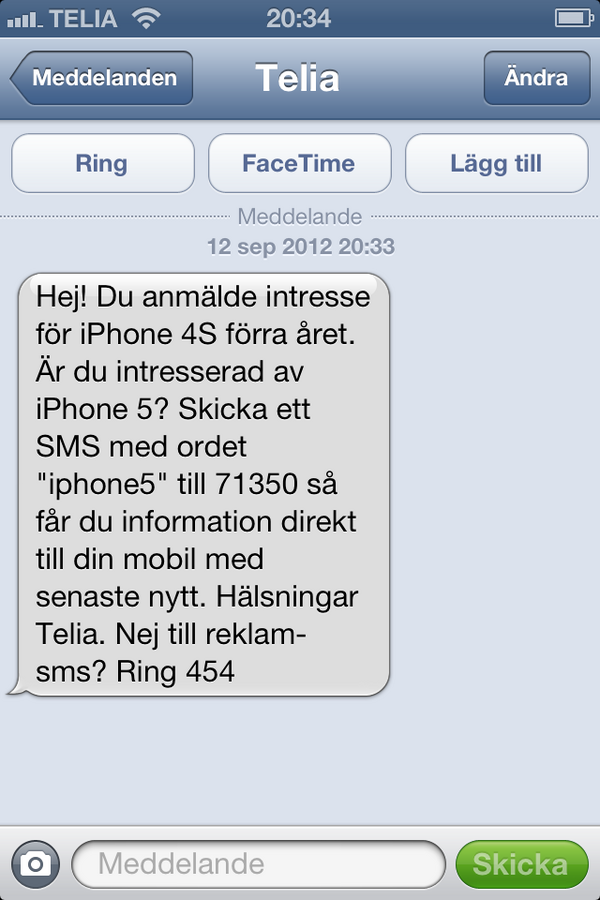 TELIA 20:34
Meddelanden Telia Ändra
Ring FaceTime Lägg till
Meddelande
12 sep 2012 20:33
Hej! Du anmälde intresse
för iPhone 4S förra året.
Är du intresserad av
iPhone 5? Skicka ett
SMS med ordet
"iphone5" till 71350 så
får du information direkt
till din mobil med
senaste nytt. Hälsningar
Telia. Nej till reklam-
sms? Ring 454
Meddelande Skicka